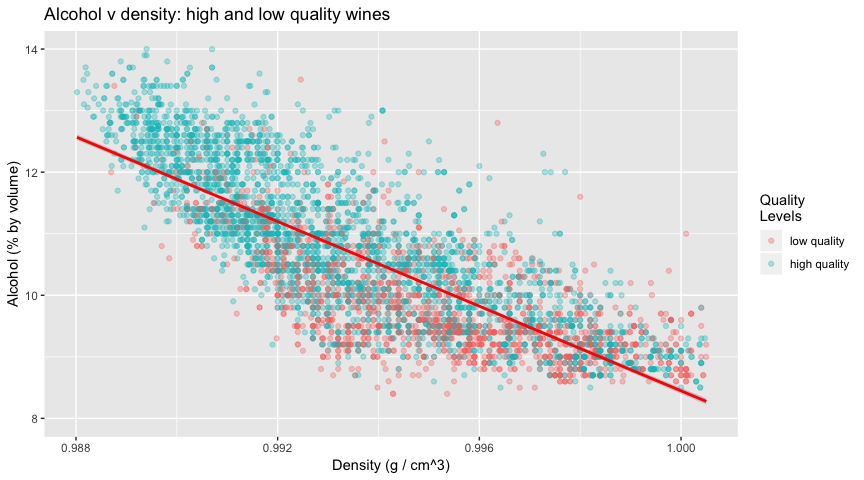 Alcohol v density: high and low quality wines
14
12
10
8
Alcohol (% by volume)
0.988
0.992
0.996
1.000
Density (g / cm^3)
Quality
Levels
low quality
high quality